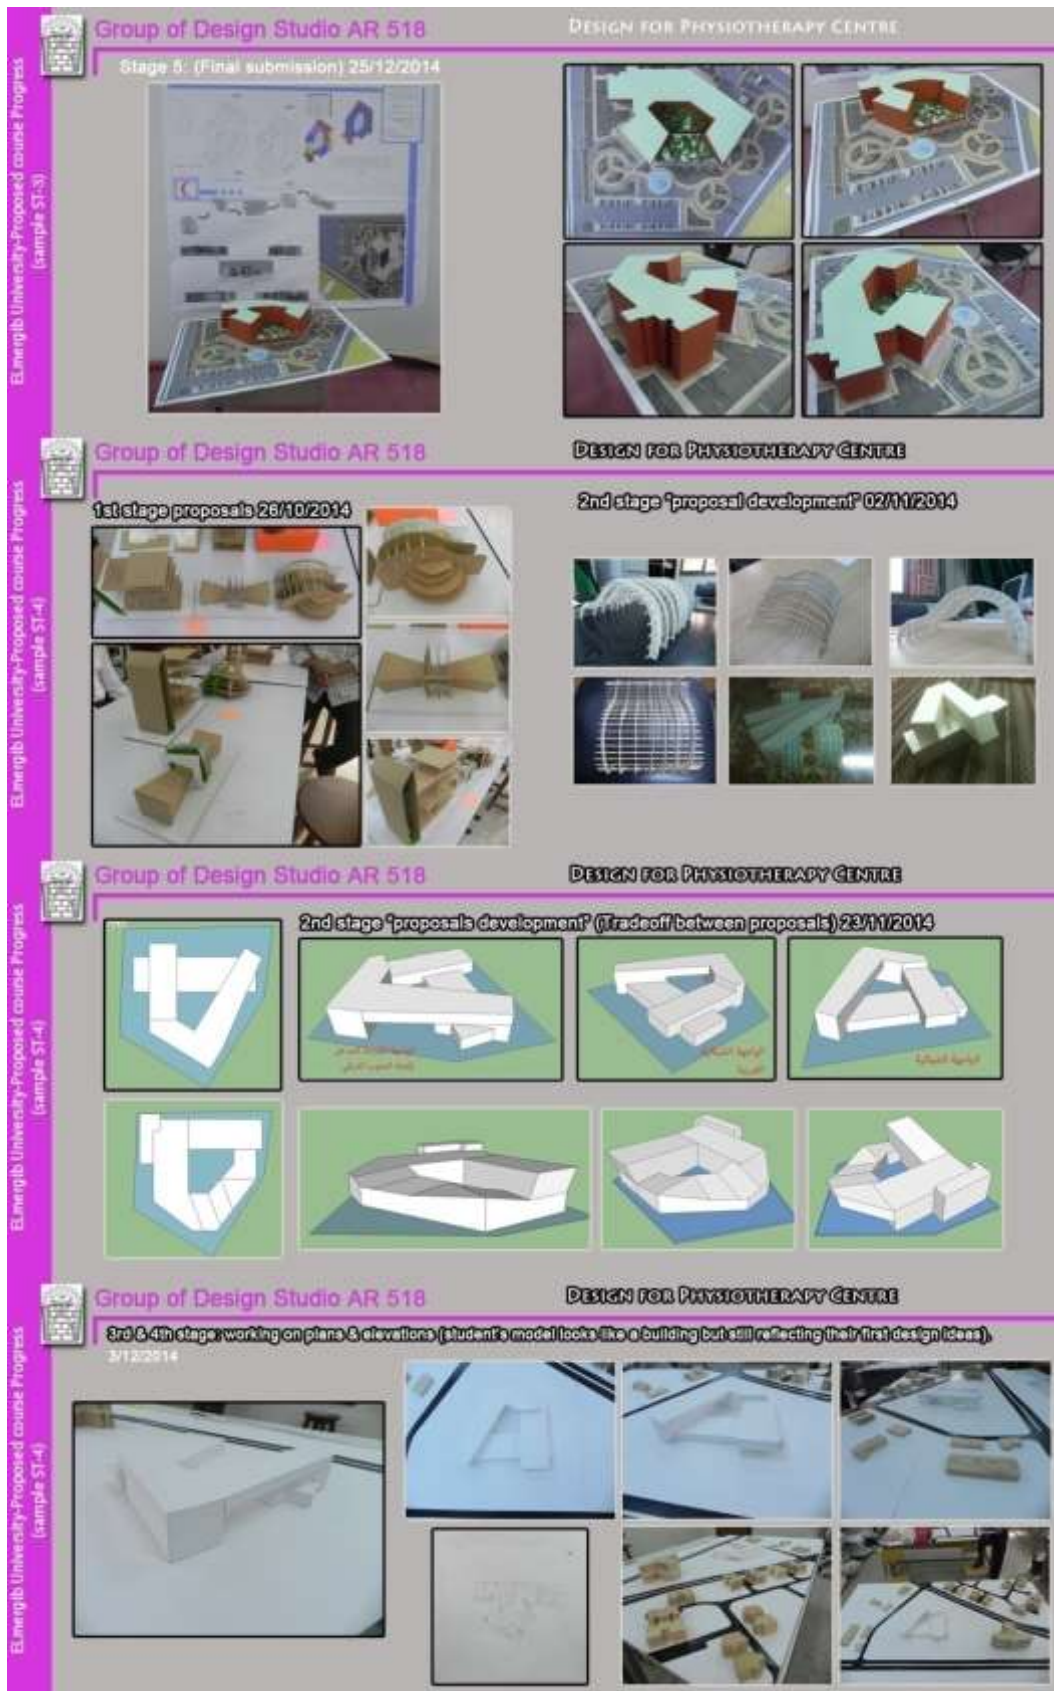 Group of Design Studio AR 518
DESIGN FOR PHYSIOTHERAPY CENTRE
Stage 5: (Final submission) 25/12/2014
ELmergib University-Proposed course Progress
(sample ST-3)
Group of Design Studio AR 518
DESIGN FOR PHYSIOTHERAPY CENTRE
1st stage proposals 26/10/2014
2nd stage "proposal development" 02/11/2014
ELmergib University-Proposed course Progress
(sample ST-4)
Group of Design Studio AR 518
DESIGN FOR PHYSIOTHERAPY CENTRE
2nd stage "proposals development" (Tradeoff between proposals) 23/11/2014
الواجهة الشمالية
الغربية
الواجهة الشمالية
ELmergib University-Proposed course Progress
(sample ST-4)
Group of Design Studio AR 518
DESIGN FOR PHYSIOTHERAPY CENTRE
3rd & 4th stage: working on plans & elevations (student's model looks like a building but still reflecting their first design ideas).
3/12/2014
ELmergib University-Proposed course Progress
(sample ST-4)